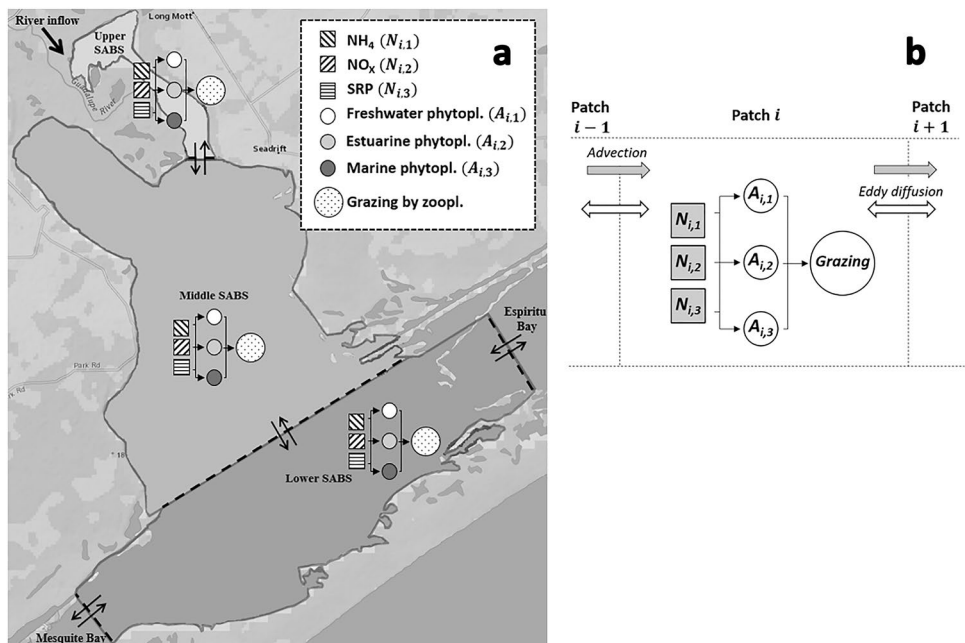 River inflow
Long Mott
Upper
SABS
Guadalupe
River
Seadrift
a
NH₄ (Nᵢ.₁)
NOₓ (Nᵢ.₂)
SRP (Nᵢ.₃)
Freshwater phytopl. (Aᵢ.₁)
Estuarine phytopl. (Aᵢ.₂)
Marine phytopl. (Aᵢ.₃)
Grazing by zoopl.
Middle SABS
Espiritu
Bay
Park Rd
Park Rd
18
Lower SABS
Mesquite Bay
b
Patch
i − 1
Patch i
Patch
i + 1
Advection
Eddy diffusion
Nᵢ,₁
Nᵢ,₂
Nᵢ,₃
Aᵢ,₁
Aᵢ,₂
Aᵢ,₃
Grazing